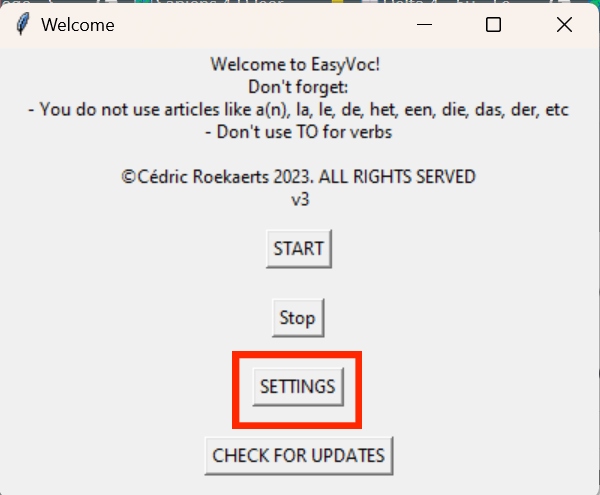 Welcome
Welcome to EasyVoc!
Don't forget:
- You do not use articles like a(n), la, le, de, het, een, die, das, der, etc
- Don't use TO for verbs
©Cédric Roekaerts 2023. ALL RIGHTS SERVED
v3
START
Stop
SETTINGS
CHECK FOR UPDATES